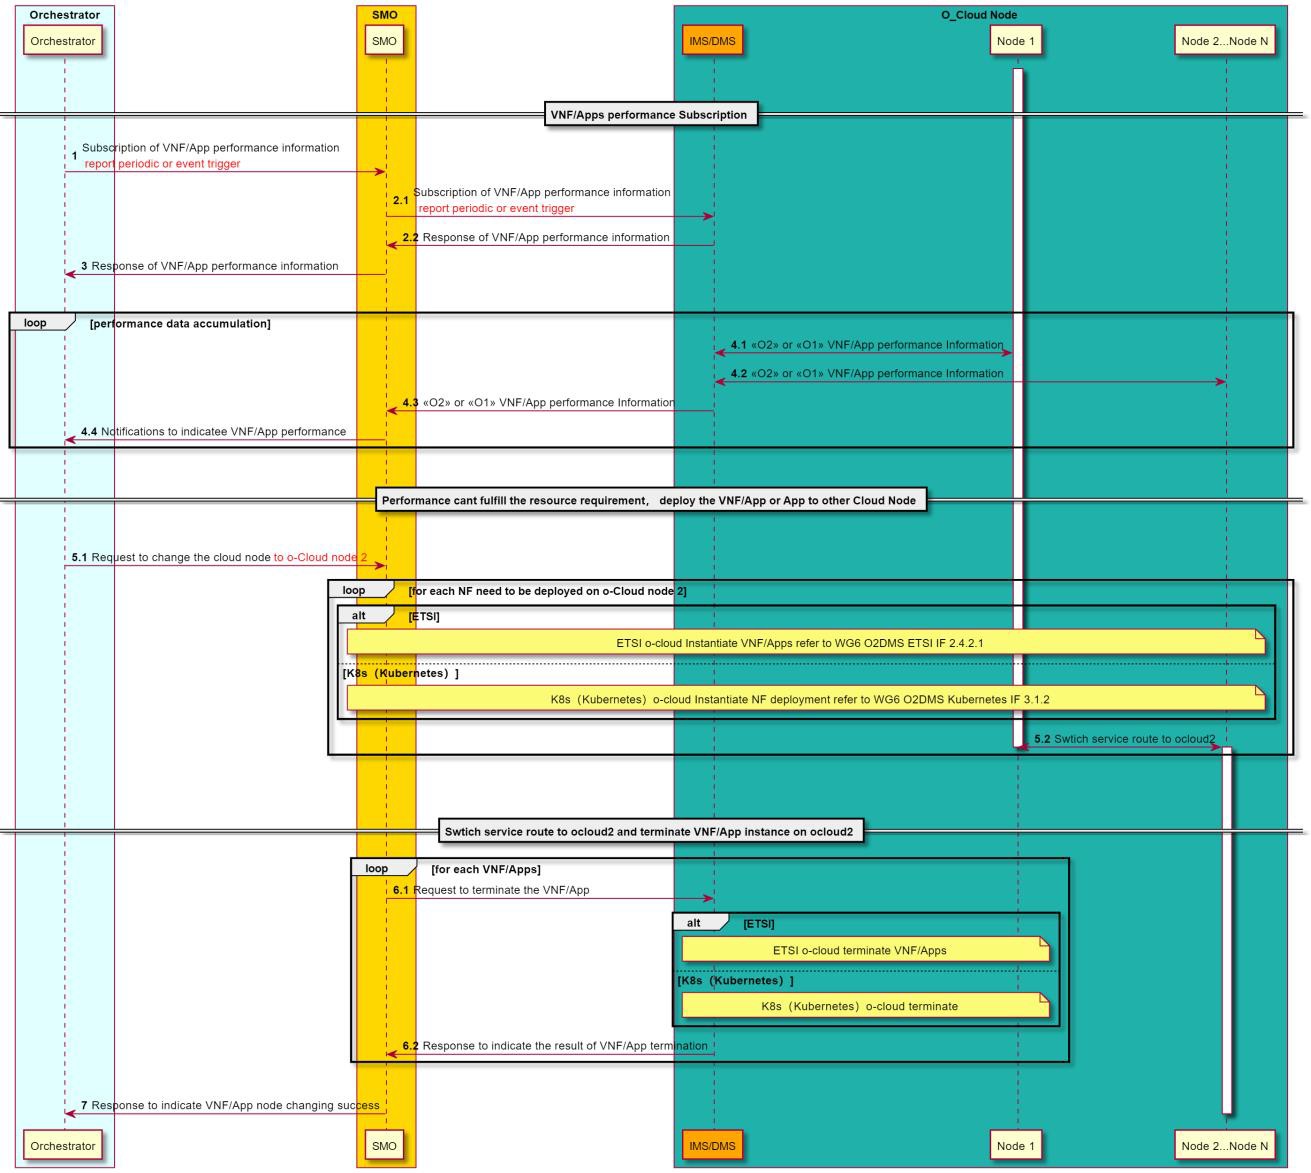 Orchestrator
SMO
O_Cloud Node
Orchestrator
SMO
IMS/DMS
Node 1
Node 2...Node N
VNF/Apps performance Subscription
1 Subscription of VNF/App performance information
report periodic or event trigger
2.1 Subscription of VNF/App performance information
report periodic or event trigger
2.2 Response of VNF/App performance information
3 Response of VNF/App performance information
loop [performance data accumulation]
4.1 «O2» or «O1» VNF/App performance Information
4.2 «O2» or «O1» VNF/App performance Information
4.3 «O2» or «O1» VNF/App performance Information
4.4 Notifications to indicatee VNF/App performance
Performance cant fulfill the resource requirement， deploy the VNF/App or App to other Cloud Node
5.1 Request to change the cloud node to o-Cloud node 2
loop [for each NF need to be deployed on o-Cloud node 2]
alt [ETSI]
ETSI o-cloud Instantiate VNF/Apps refer to WG6 O2DMS ETSI IF 2.4.2.1
[K8s（Kubernetes）]
K8s（Kubernetes）o-cloud Instantiate NF deployment refer to WG6 O2DMS Kubernetes IF 3.1.2
5.2 Swtich service route to ocloud2
Swtich service route to ocloud2 and terminate VNF/App instance on ocloud2
loop [for each VNF/Apps]
6.1 Request to terminate the VNF/App
alt [ETSI]
ETSI o-cloud terminate VNF/Apps
[K8s（Kubernetes）]
K8s（Kubernetes）o-cloud terminate
6.2 Response to indicate the result of VNF/App termination
7 Response to indicate VNF/App node changing success
Orchestrator
SMO
IMS/DMS
Node 1
Node 2...Node N